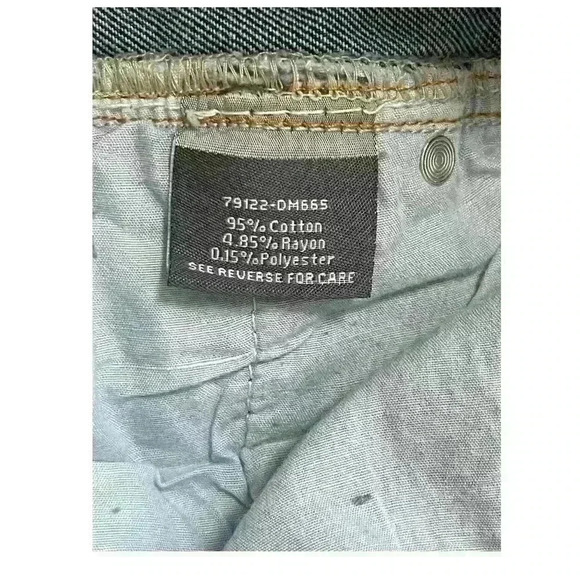 79122-DM665
95% Cotton
4.85% Rayon
0.15% Polyester
SEE REVERSE FOR CARE